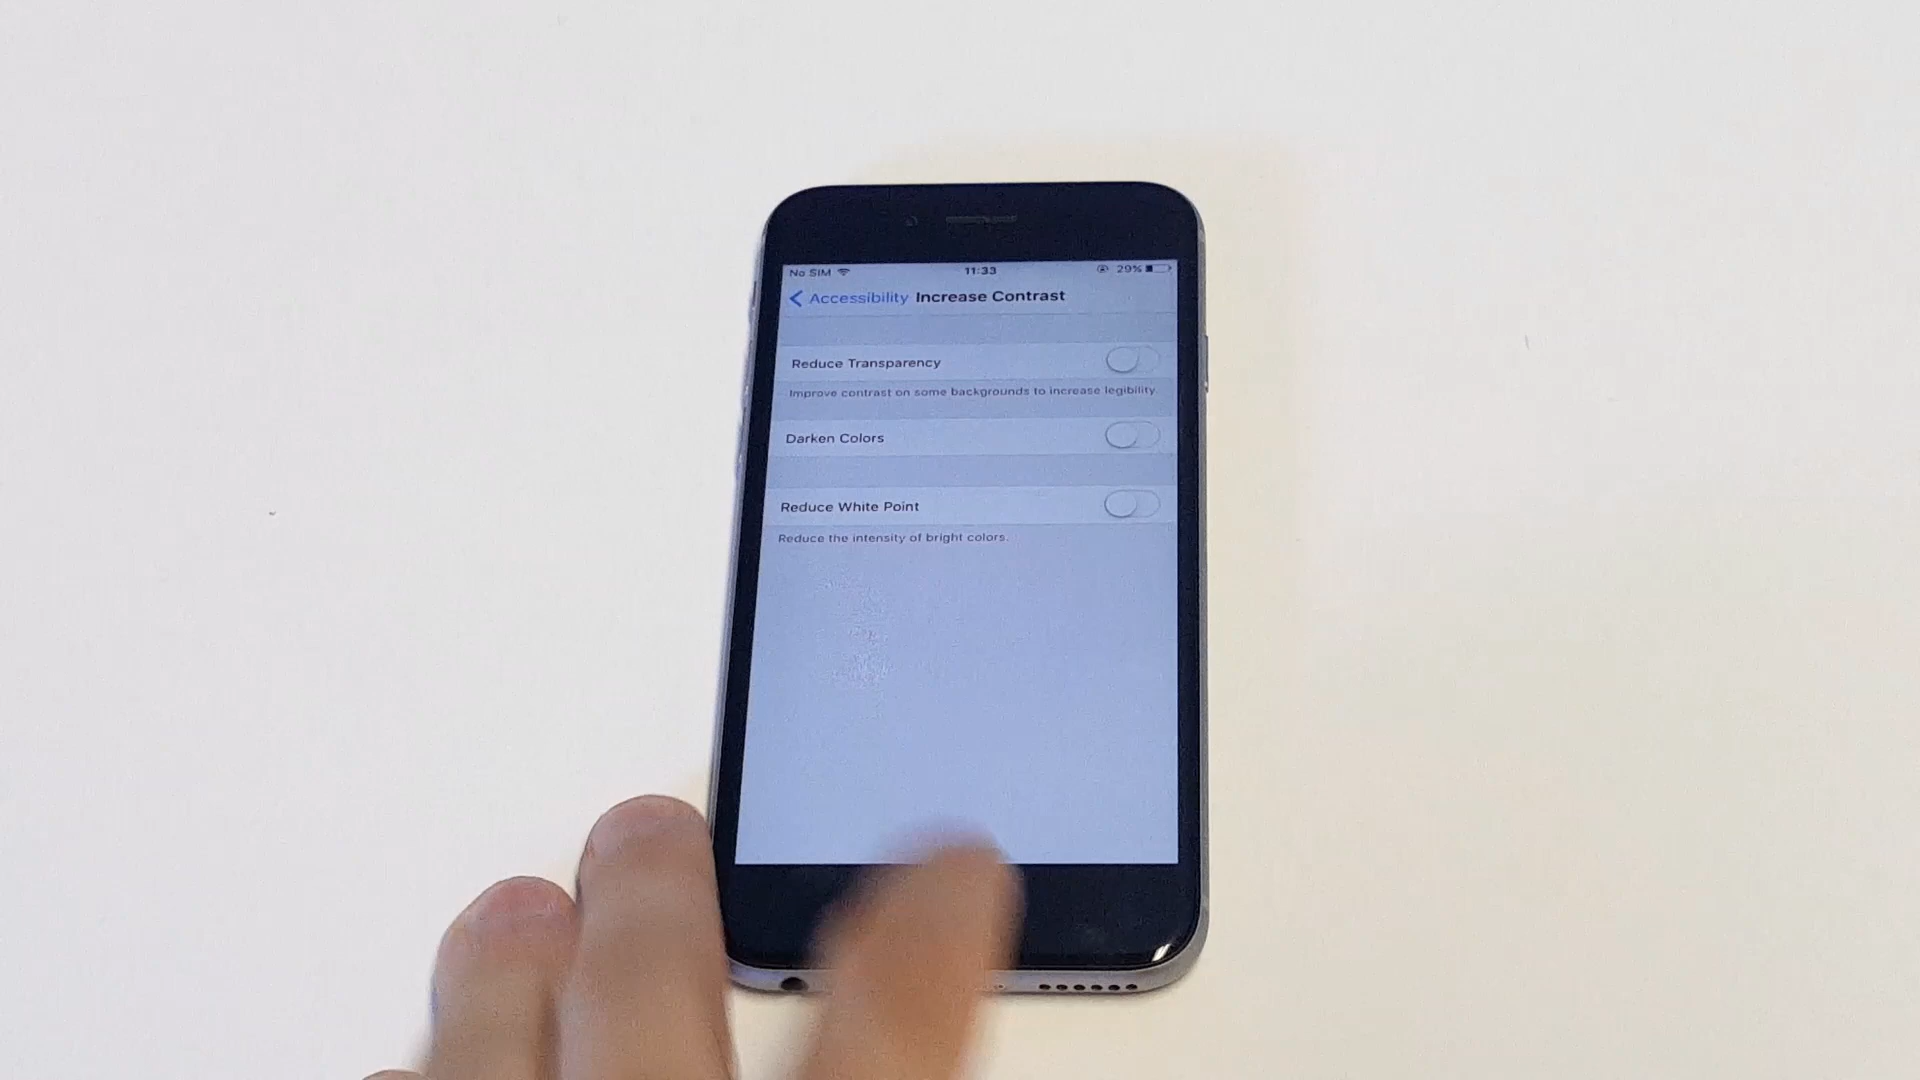 No SIM 11:33 29%
Accessibility Increase Contrast
Reduce Transparency
Improve contrast on some backgrounds to increase legibility.
Darken Colors
Reduce White Point
Reduce the intensity of bright colors.